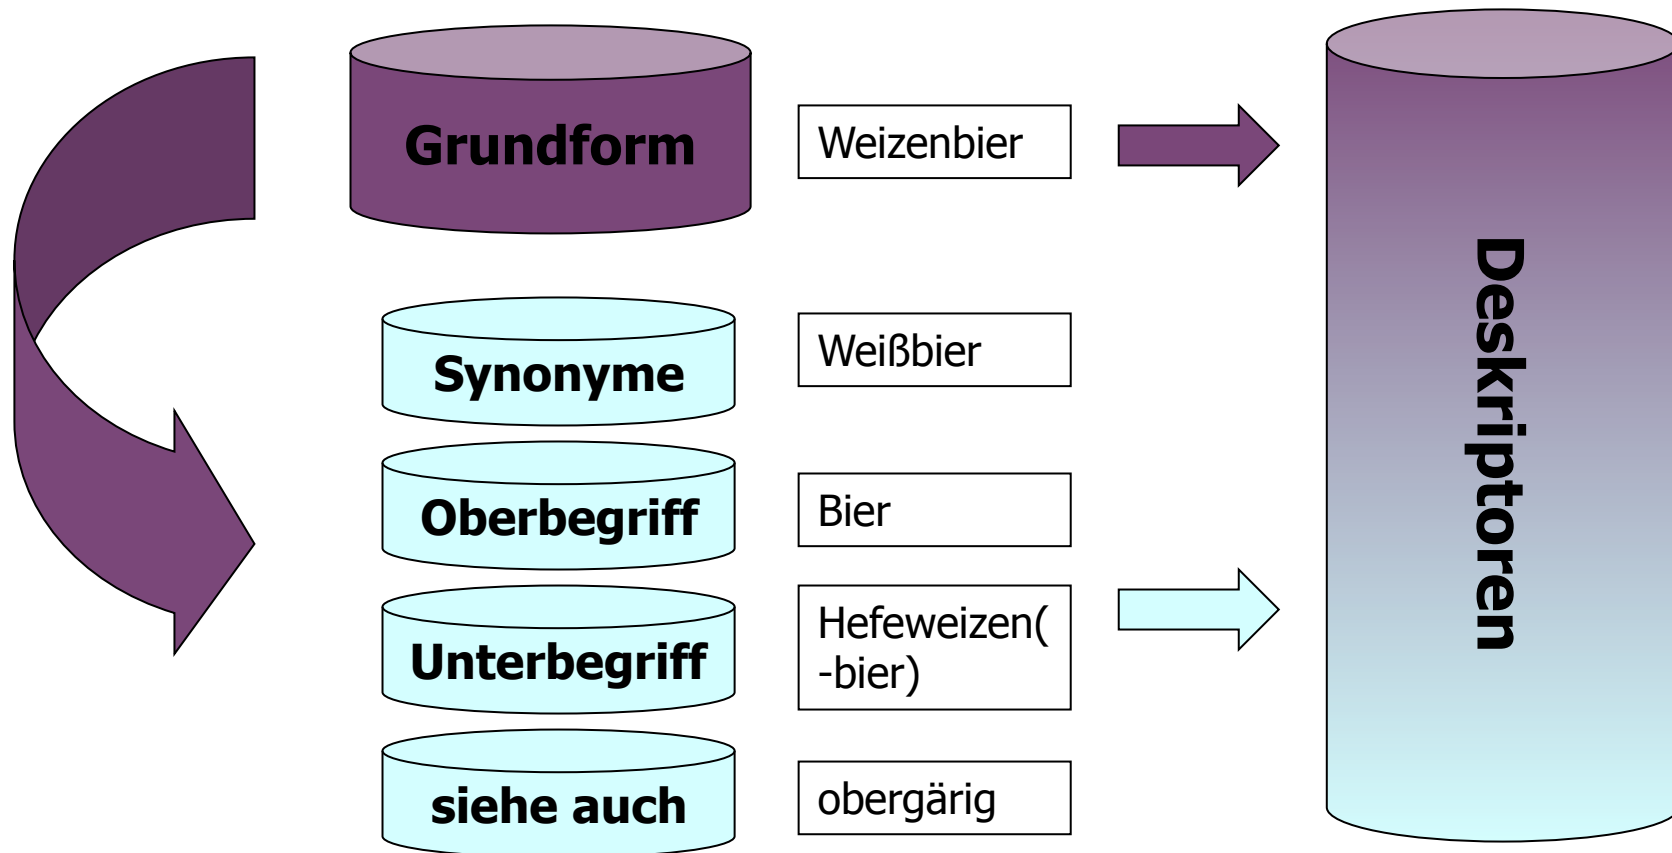 Grundform
Weizenbier
Synonyme
Weißbier
Oberbegriff
Bier
Unterbegriff
Hefeweizen(
-bier)
siehe auch
obergärig
Deskriptoren